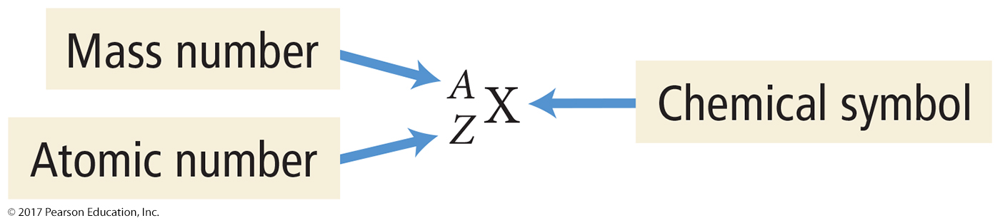 Mass number
Atomic number
A
Z
X
Chemical symbol
© 2017 Pearson Education, Inc.